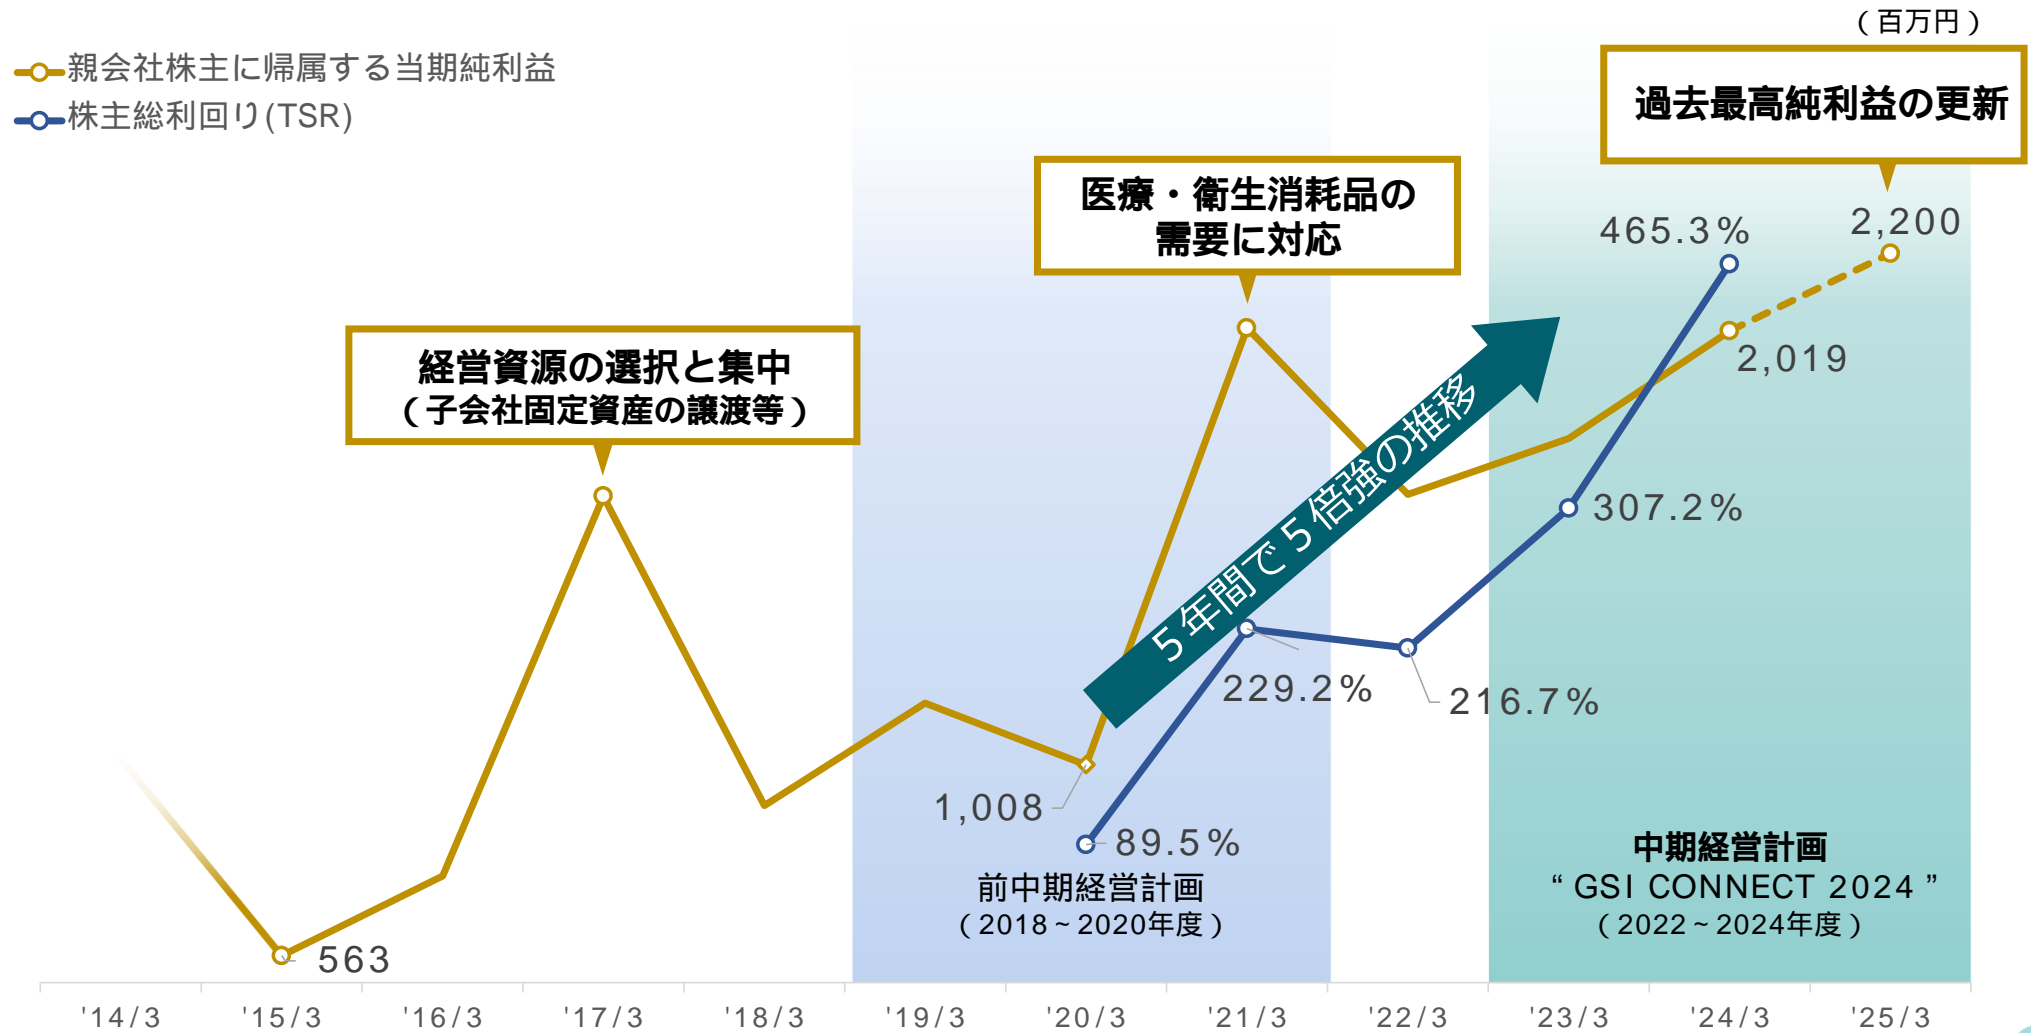 （百万円）
親会社株主に帰属する当期純利益
株主総利回り(TSR)
過去最高純利益の更新
医療・衛生消耗品の
需要に対応
経営資源の選択と集中
（子会社固定資産の譲渡等）
465.3%
2,200
2,019
5年間で5倍強の推移
307.2%
229.2%
216.7%
1,008
89.5%
563
前中期経営計画
（2018～2020年度）
中期経営計画
“GSI CONNECT 2024”
（2022～2024年度）
'14/3 '15/3 '16/3 '17/3 '18/3 '19/3 '20/3 '21/3 '22/3 '23/3 '24/3 '25/3